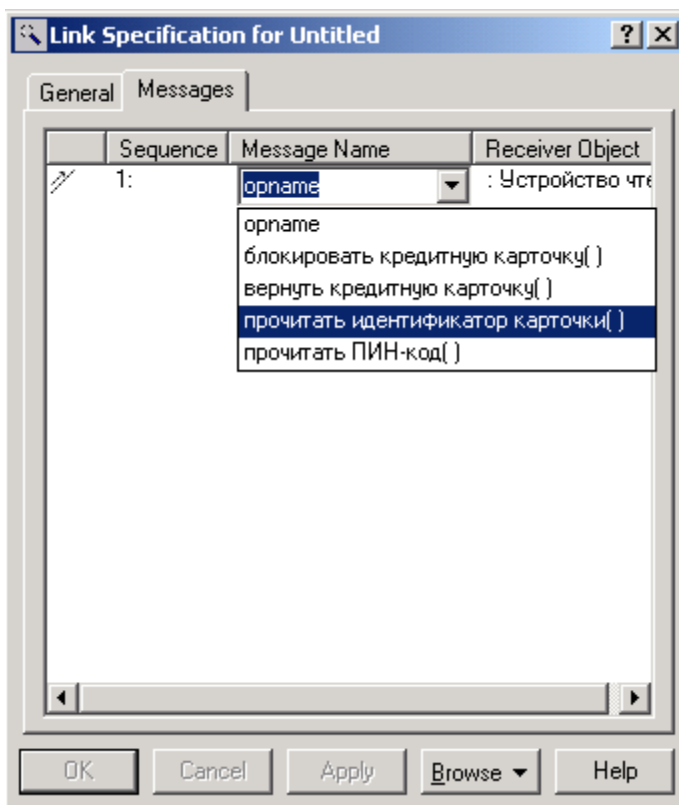 Link Specification for Untitled
General Messages
Sequence Message Name Receiver Object
1: opname : Устройство
opname
блокировать кредитную карточку( )
вернуть кредитную карточку( )
прочитать идентификатор карточки( )
прочитать ПИН-код( )
OK Cancel Apply Browse Help